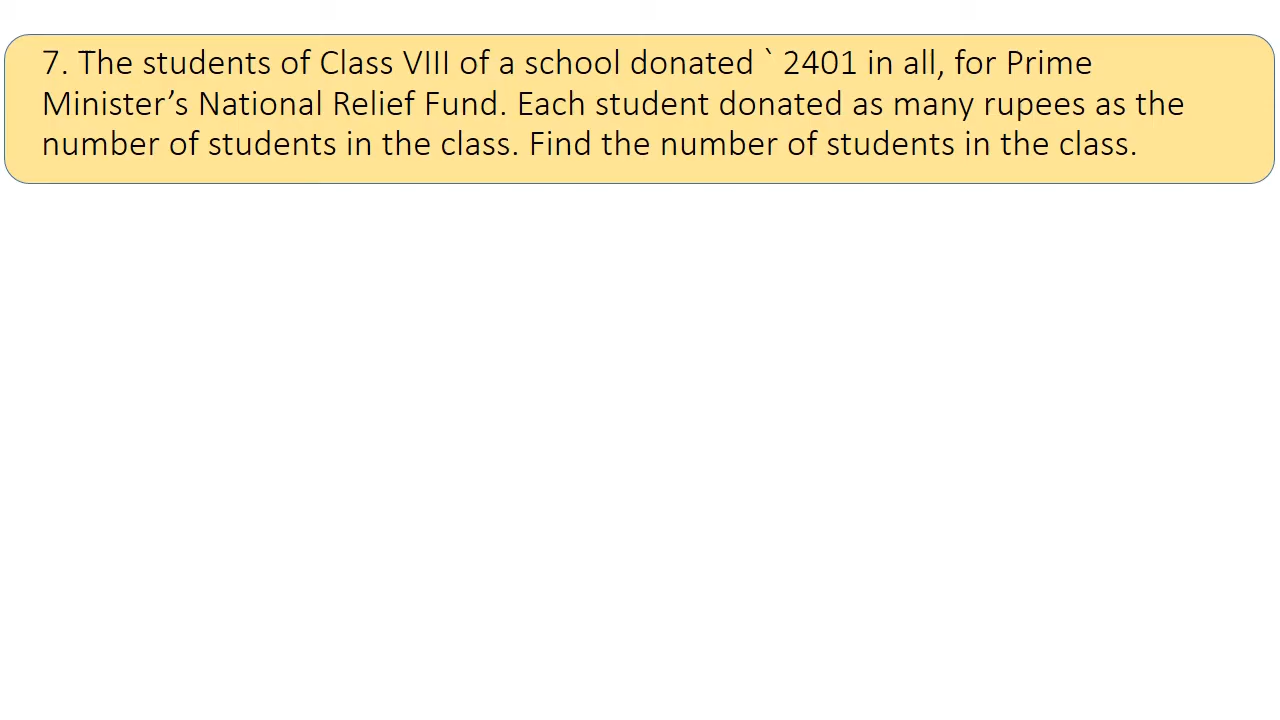 7. The students of Class VIII of a school donated ` 2401 in all, for Prime
Minister’s National Relief Fund. Each student donated as many rupees as the
number of students in the class. Find the number of students in the class.